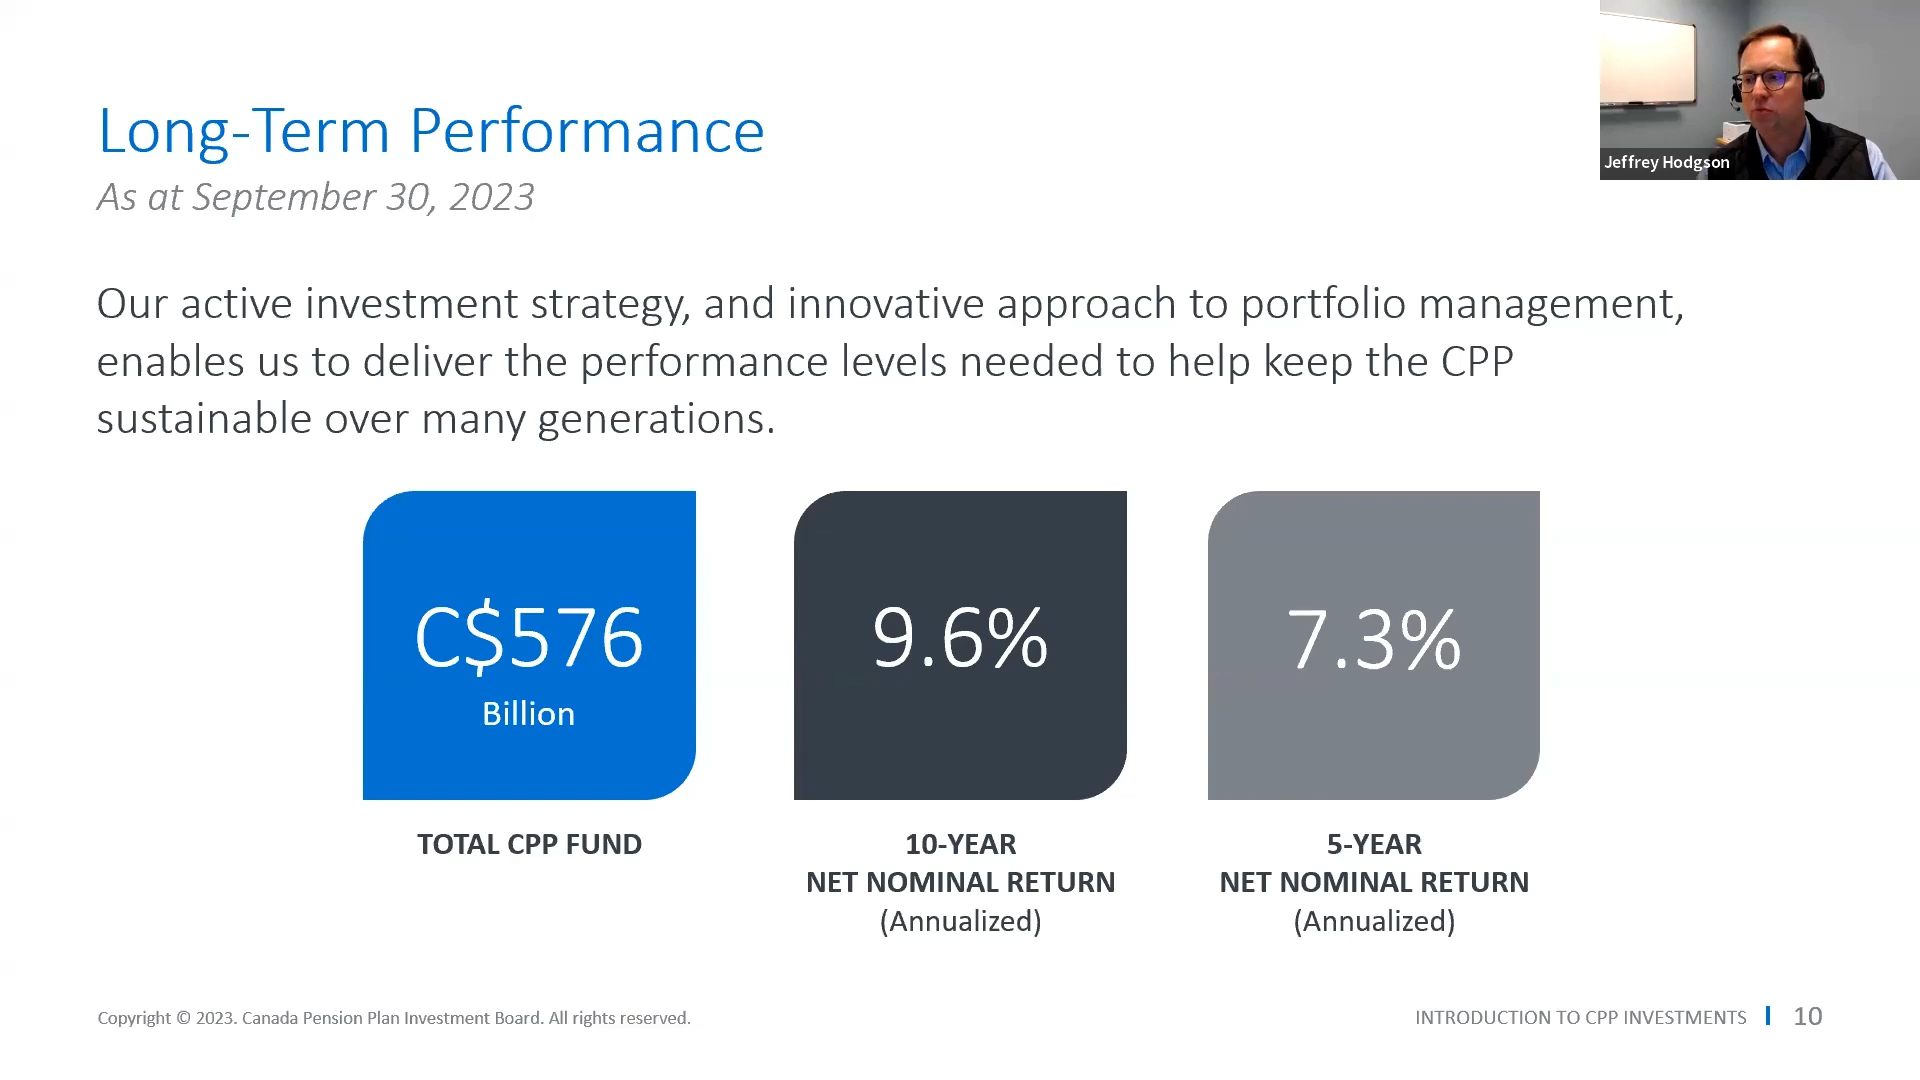 Jeffrey Hodgson
Long-Term Performance
As at September 30, 2023
Our active investment strategy, and innovative approach to portfolio management,
enables us to deliver the performance levels needed to help keep the CPP
sustainable over many generations.
C$576
Billion
TOTAL CPP FUND
9.6%
10-YEAR
NET NOMINAL RETURN
(Annualized)
7.3%
5-YEAR
NET NOMINAL RETURN
(Annualized)
Copyright © 2023. Canada Pension Plan Investment Board. All rights reserved.
INTRODUCTION TO CPP INVESTMENTS 10